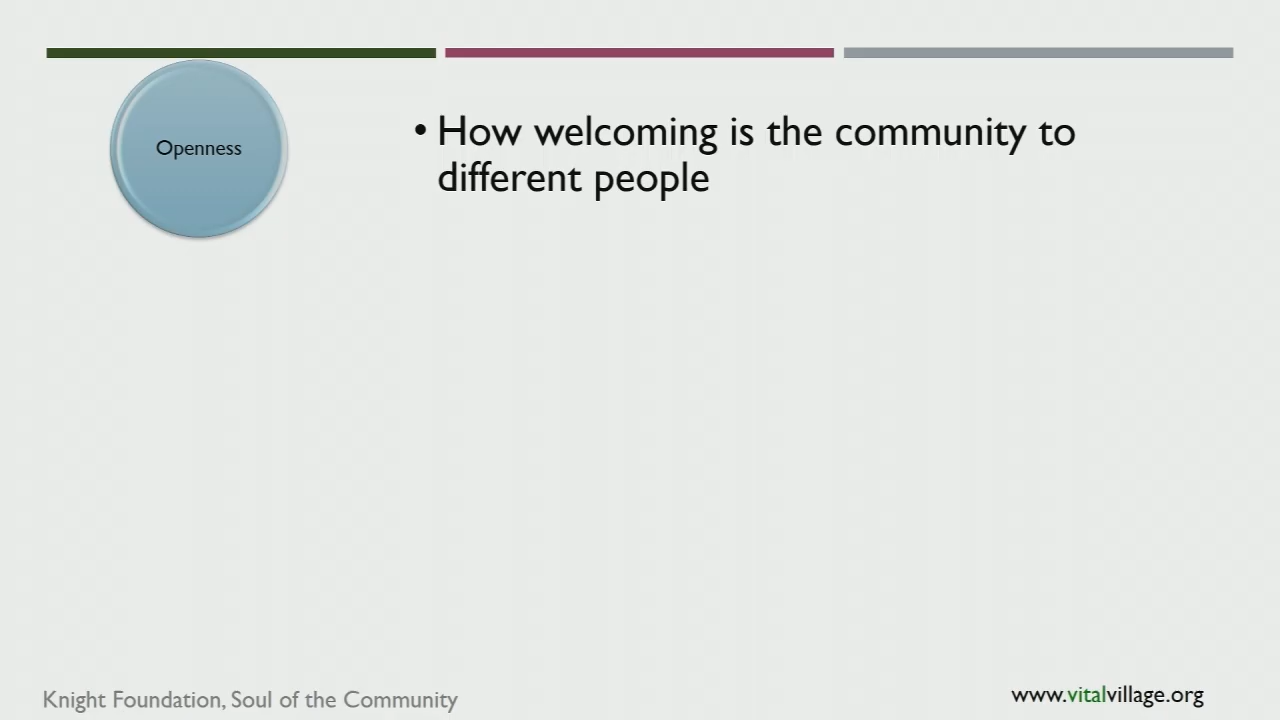 Openness
• How welcoming is the community to
different people
Knight Foundation, Soul of the Community
www.vitalvillage.org